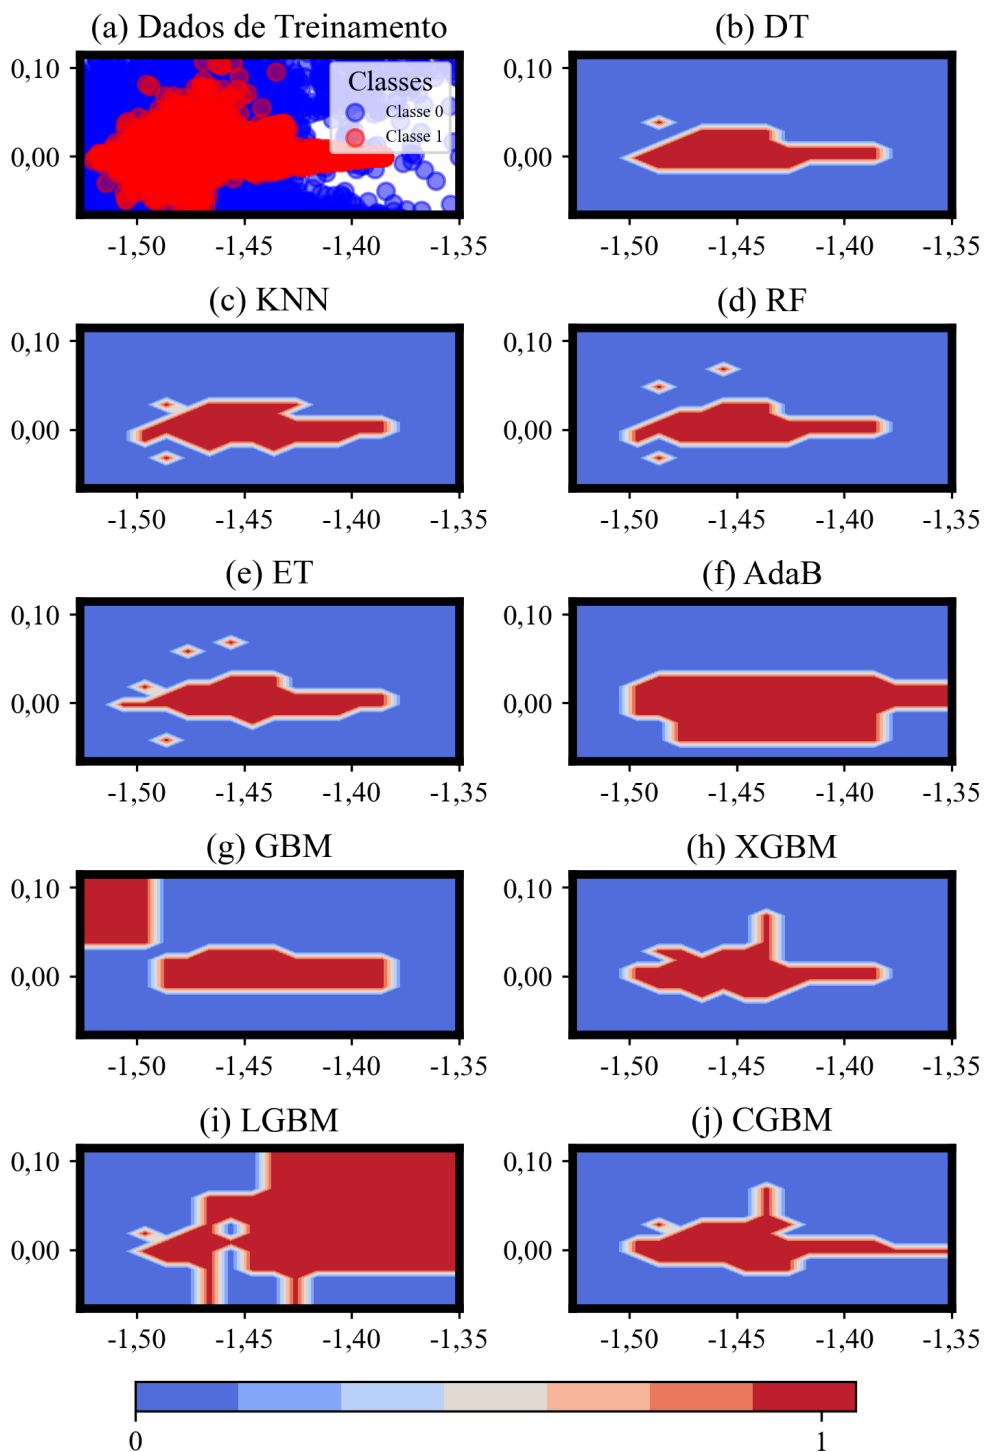 (a) Dados de Treinamento
(b) DT
0,10
0,00
Classes
Classe 0
Classe 1
-1,50 -1,45 -1,40 -1,35
0,10
0,00
-1,50 -1,45 -1,40 -1,35
(c) KNN
(d) RF
0,10
0,00
-1,50 -1,45 -1,40 -1,35
0,10
0,00
-1,50 -1,45 -1,40 -1,35
(e) ET
(f) AdaB
0,10
0,00
-1,50 -1,45 -1,40 -1,35
0,10
0,00
-1,50 -1,45 -1,40 -1,35
(g) GBM
(h) XGBM
0,10
0,00
-1,50 -1,45 -1,40 -1,35
0,10
0,00
-1,50 -1,45 -1,40 -1,35
(i) LGBM
(j) CGBM
0,10
0,00
-1,50 -1,45 -1,40 -1,35
0,10
0,00
-1,50 -1,45 -1,40 -1,35
0 1